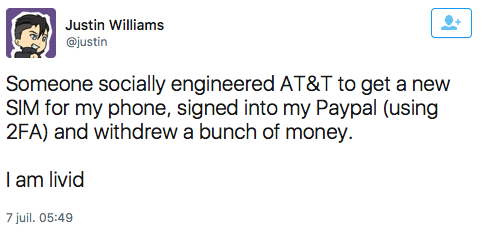 Justin Williams
@justin
Someone socially engineered AT&T to get a new
SIM for my phone, signed into my Paypal (using
2FA) and withdrew a bunch of money.
I am livid
7 juil. 05:49